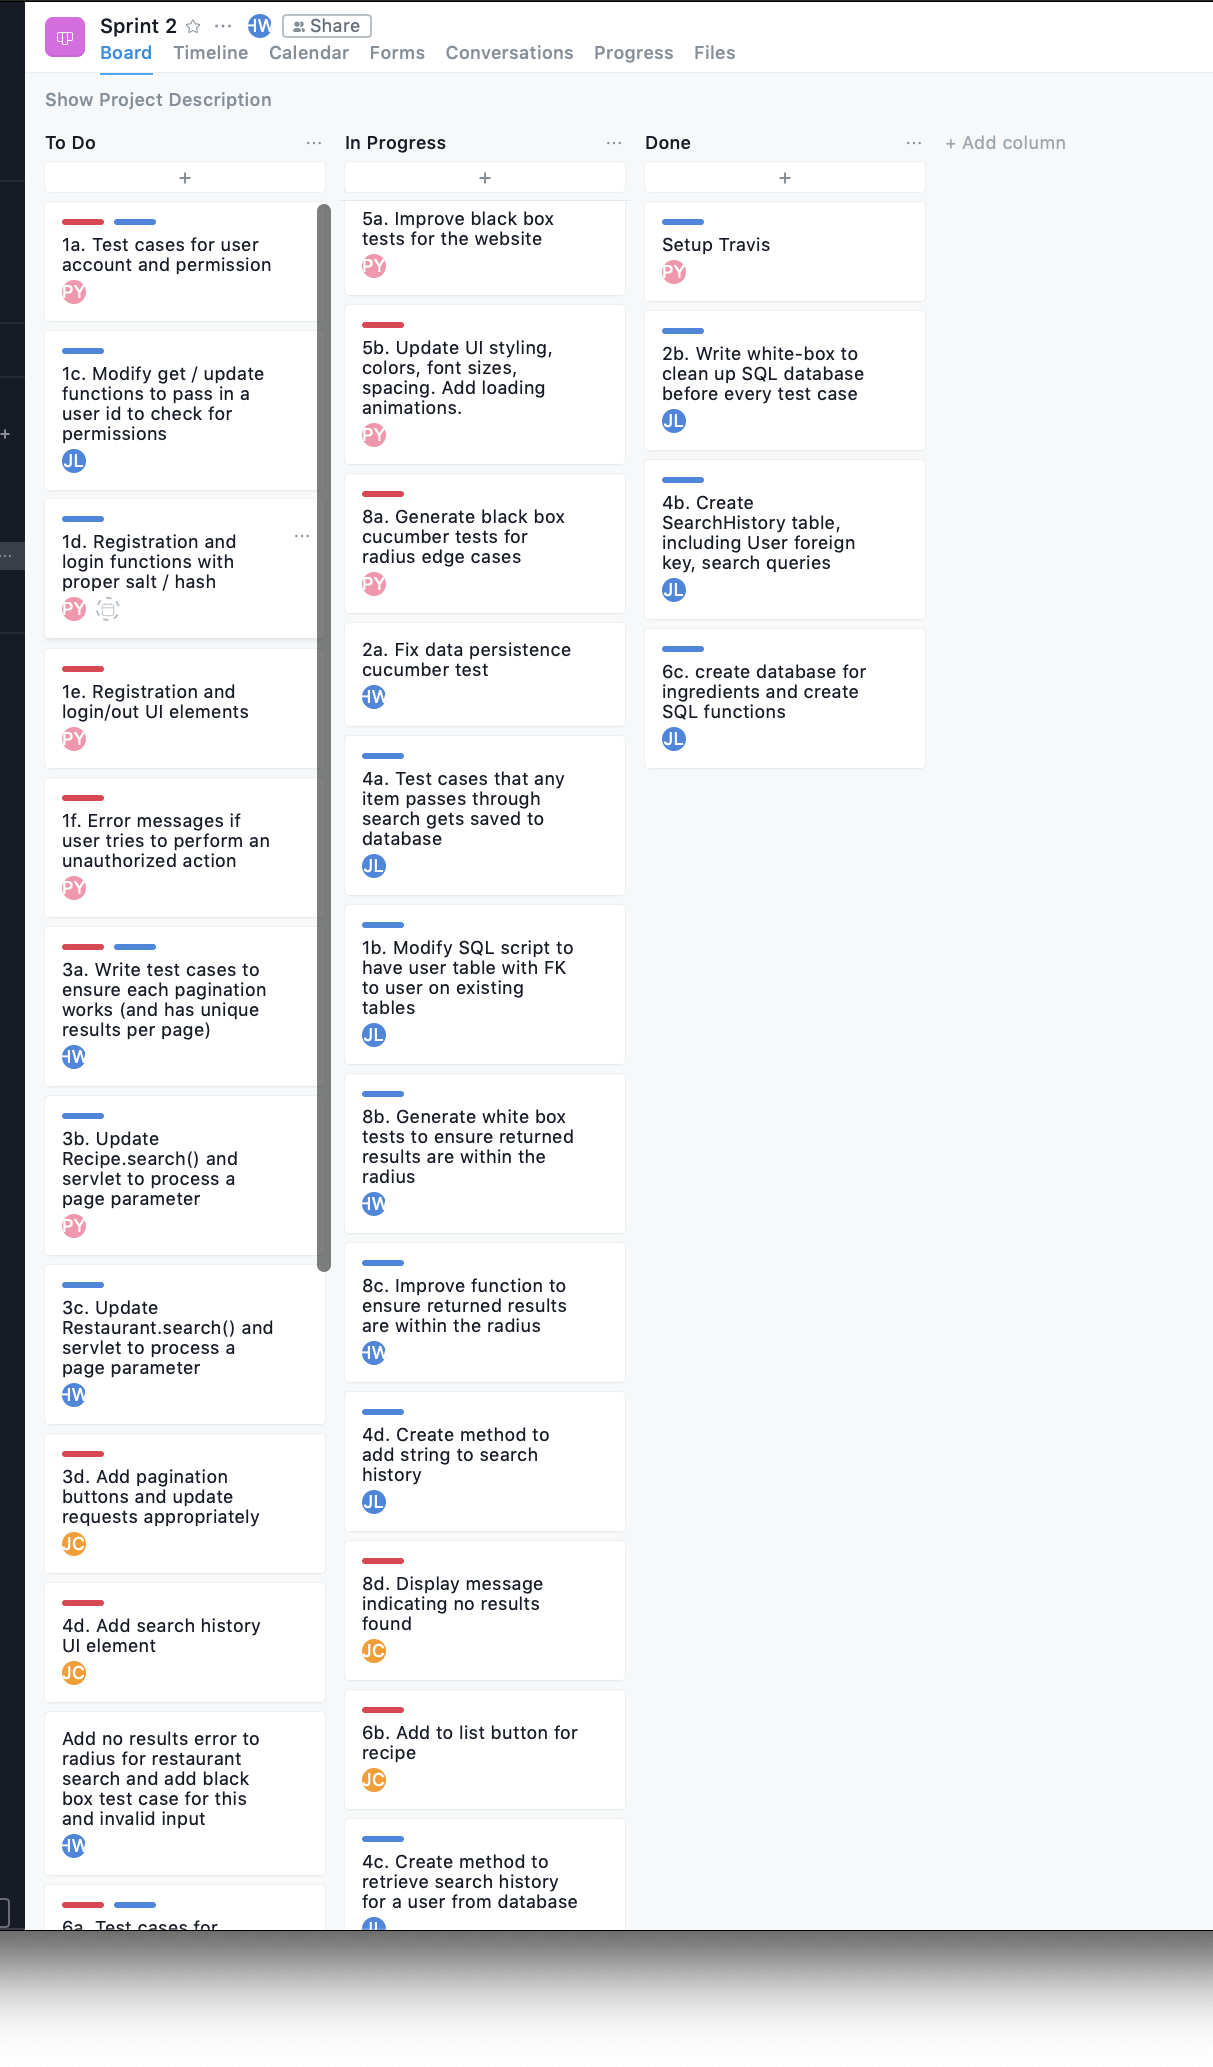 Sprint 2
HW
Share
Board Timeline Calendar Forms Conversations Progress Files
Show Project Description
To Do
+
1a. Test cases for user
account and permission
PY
1c. Modify get / update
functions to pass in a
user id to check for
permissions
JL
1d. Registration and
login functions with
proper salt / hash
PY
1e. Registration and
login/out UI elements
PY
1f. Error messages if
user tries to perform an
unauthorized action
PY
3a. Write test cases to
ensure each pagination
works (and has unique
results per page)
HW
3b. Update
Recipe.search() and
servlet to process a
page parameter
PY
3c. Update
Restaurant.search() and
servlet to process a
page parameter
HW
3d. Add pagination
buttons and update
requests appropriately
JC
4d. Add search history
UI element
JC
Add no results error to
radius for restaurant
search and add black
box test case for this
and invalid input
HW
6a. Test cases for
In Progress
+
5a. Improve black box
tests for the website
PY
5b. Update UI styling,
colors, font sizes,
spacing. Add loading
animations.
PY
8a. Generate black box
cucumber tests for
radius edge cases
PY
2a. Fix data persistence
cucumber test
HW
4a. Test cases that any
item passes through
search gets saved to
database
JL
1b. Modify SQL script to
have user table with FK
to user on existing
tables
JL
8b. Generate white box
tests to ensure returned
results are within the
radius
HW
8c. Improve function to
ensure returned results
are within the radius
HW
4d. Create method to
add string to search
history
JL
8d. Display message
indicating no results
found
JC
6b. Add to list button for
recipe
JC
4c. Create method to
retrieve search history
for a user from database
JL
Done
+
Setup Travis
PY
2b. Write white-box to
clean up SQL database
before every test case
JL
4b. Create
SearchHistory table,
including User foreign
key, search queries
JL
6c. create database for
ingredients and create
SQL functions
JL
+ Add column